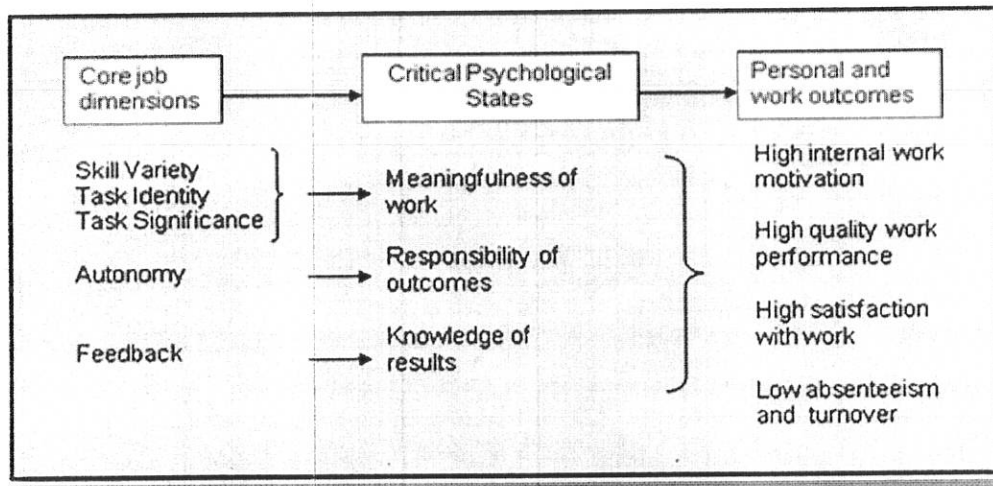 Core job
dimensions
Critical Psychological
States
Personal and
work outcomes
Skill Variety
Task Identity
Task Significance
Meaningfulness of
work
Autonomy
Responsibility of
outcomes
Feedback
Knowledge of
results
High internal work
motivation
High quality work
performance
High satisfaction
with work
Low absenteeism
and turnover